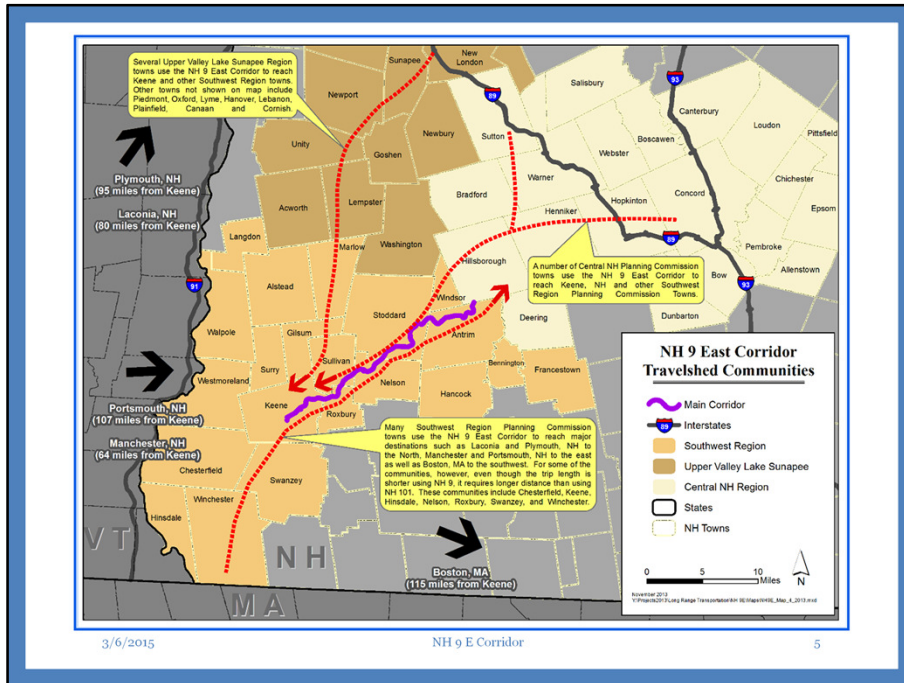 Several Upper Valley Lake Sunapee Region
towns use the NH 9 East Corridor to reach
Keene and other Southwest Region towns.
Other towns not shown on map include
Piedmont, Oxford, Lyme, Hanover, Lebanon,
Plainfield, Canaan and Cornish.
Sunapee
New
London
Newport
89
93
Salisbury
Canterbury
Newbury
Sutton
Loudon
Pittsfield
Unity
Goshen
Boscawen
Webster
Warner
Chichester
Plymouth, NH
(95 miles from Keene)
Bradford
Hopkinton
Concord
Acworth
Lempster
Henniker
Epsom
Laconia, NH
(80 miles from Keene)
Washington
Langdon
Marlow
89
Pembroke
Hillsborough
Bow
Allenstown
91
Alstead
A number of Central NH Planning Commission
towns use the NH 9 East Corridor to
reach Keene, NH and other Southwest
Region Planning Commission Towns.
93
Windsor
Stoddard
Deering
Dunbarton
Walpole
Gilsum
Antrim
Surry
Sullivan
Bennington
Westmoreland
Nelson
Francestown
Keene
Hancock
Roxbury
Portsmouth, NH
(107 miles from Keene)
Manchester, NH
(64 miles from Keene)
Many Southwest Region Planning Commission
towns use the NH 9 East Corridor to reach major
destinations such as Laconia and Plymouth, NH to
the North, Manchester and Portsmouth, NH to the east
as well as Boston, MA to the southwest. For some of the
communities, however, even though the trip length is
shorter using NH 9, it requires longer distance than using
NH 101. These communities include Chesterfield, Keene,
Hinsdale, Nelson, Roxbury, Swanzey, and Winchester.
Chesterfield
Swanzey
Winchester
Hinsdale
VT
NH
MA
Boston, MA
(115 miles from Keene)
NH 9 East Corridor
Travelshed Communities
Main Corridor
89 Interstates
Southwest Region
Upper Valley Lake Sunapee
Central NH Region
States
NH Towns
0 5 10
Miles
N
November 2013
3/6/2015
NH 9 E Corridor
5